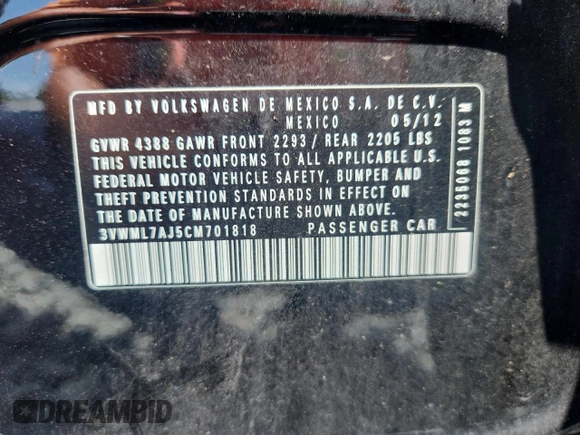 MFD BY VOLKSWAGEN DE MEXICO S.A. DE C.V.
MEXICO 05/12
GVWR 4388 GAWR FRONT 2293 / REAR 2205 LBS
THIS VEHICLE CONFORMS TO ALL APPLICABLE U.S.
FEDERAL MOTOR VEHICLE SAFETY, BUMPER AND
THEFT PREVENTION STANDARDS IN EFFECT ON
THE DATE OF MANUFACTURE SHOWN ABOVE.
3VWML7AJ5CM701818 PASSENGER CAR
2235068 1083 M
DREAMBID